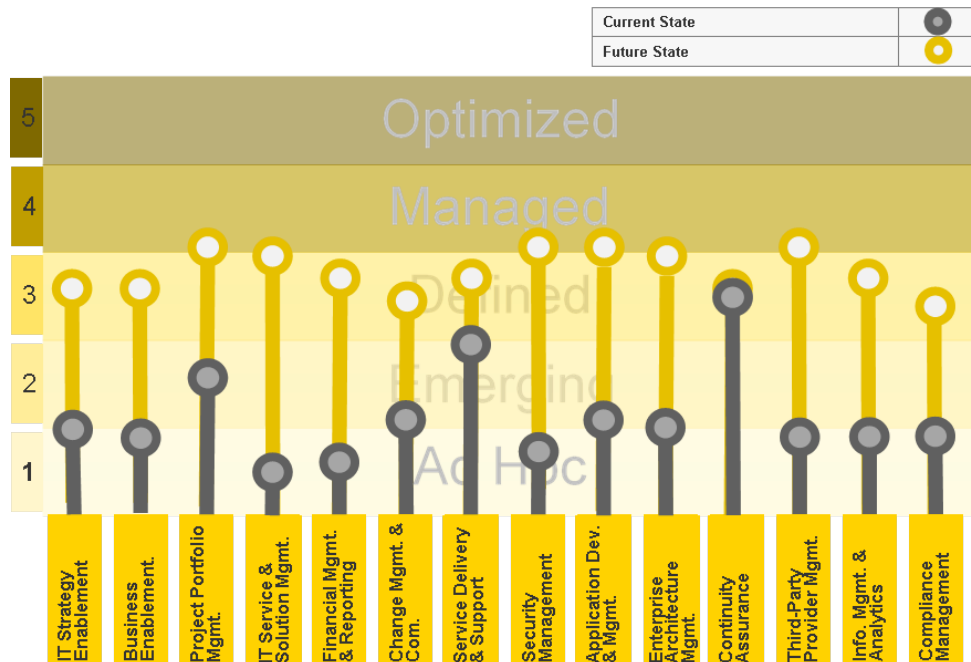 Current State
Future State
5
Optimized
4
Managed
3
Defined
2
Emerging
1
Ad Hoc
IT Strategy
Enablement
Business
Enablement.
Project Portfolio
Mgmt.
IT Service &
Solution Mgmt.
Financial Mgmt.
& Reporting
Change Mgmt. &
Com.
Service Delivery
& Support
Security
Management
Application Dev.
& Mgmt.
Enterprise
Architecture
Mgmt.
Continuity
Assurance
Third-Party
Provider Mgmt.
Info. Mgmt. &
Analytics
Compliance
Management